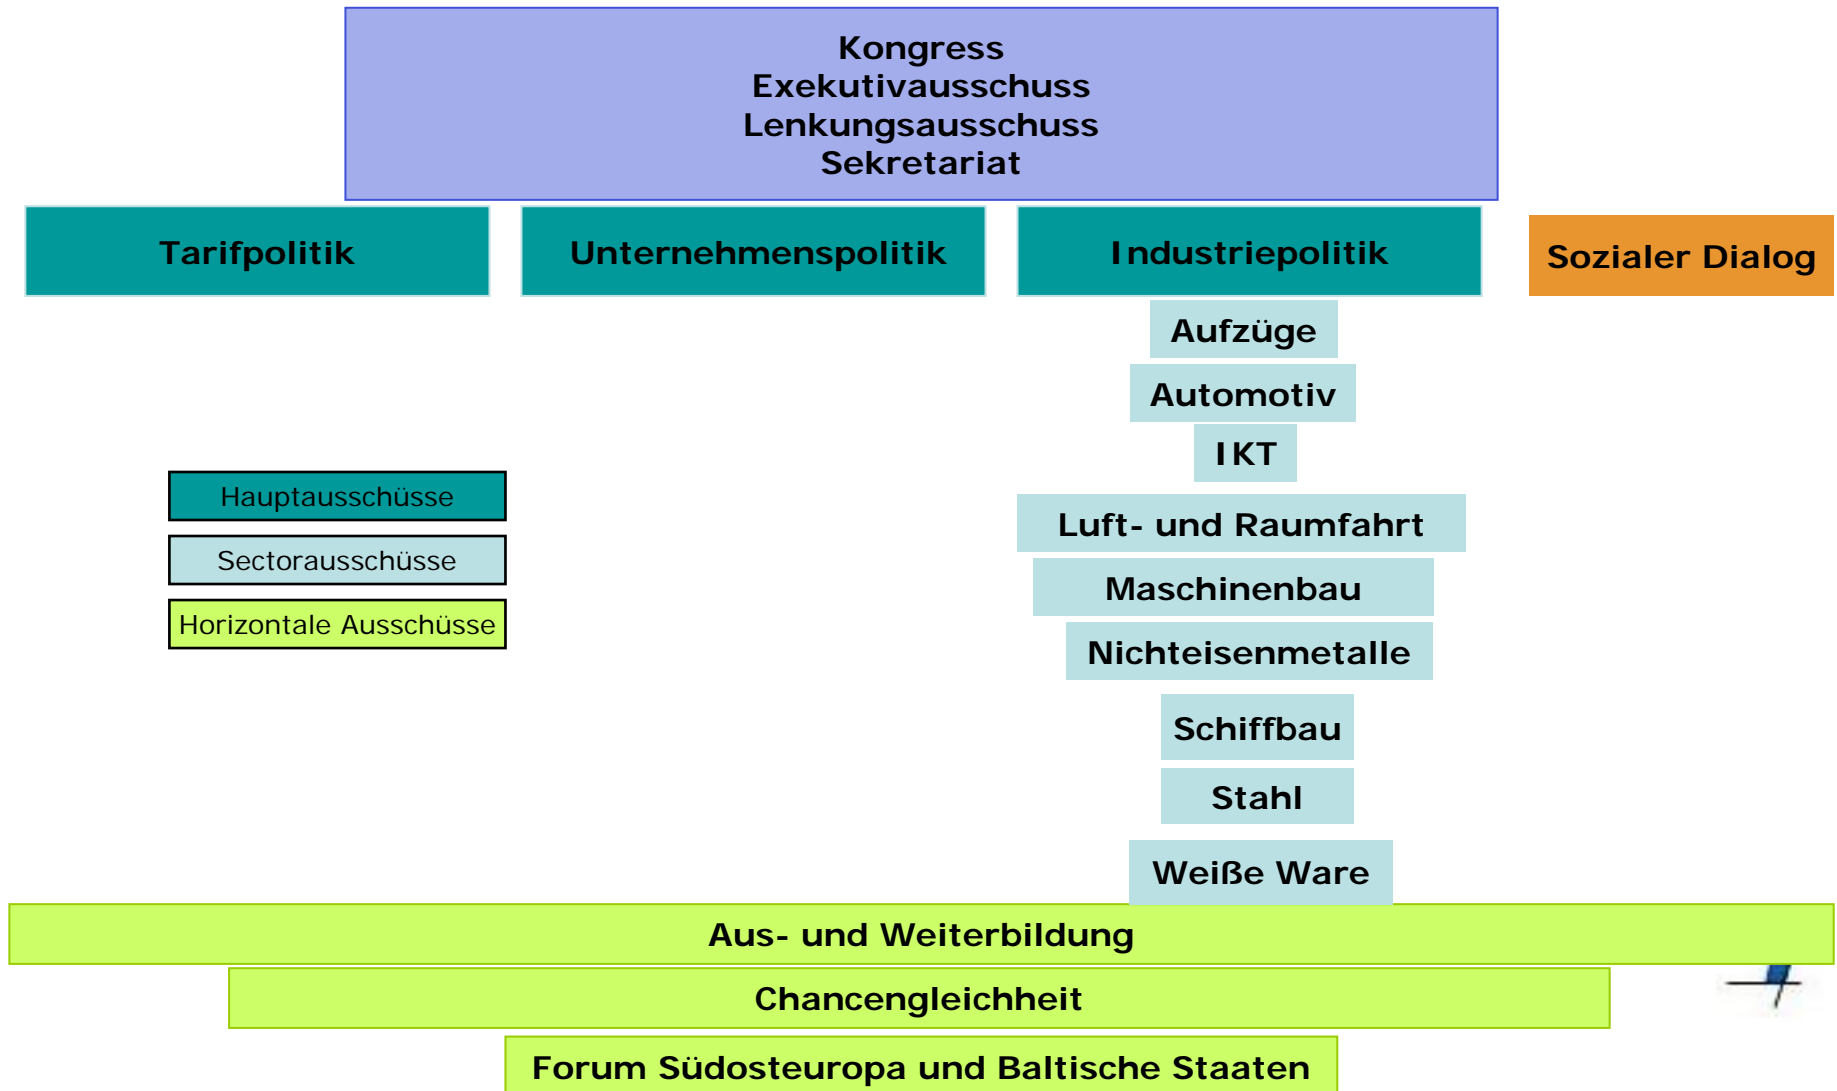 Kongress
Exekutivausschuss
Lenkungsausschuss
Sekretariat
Tarifpolitik
Unternehmenspolitik
Industriepolitik
Sozialer Dialog
Aufzüge
Automotiv
IKT
Hauptausschüsse
Luft- und Raumfahrt
Sectorausschüsse
Maschinenbau
Horizontale Ausschüsse
Nichteisenmetalle
Schiffbau
Stahl
Weiße Ware
Aus- und Weiterbildung
Chancengleichheit
Forum Südosteuropa und Baltische Staaten